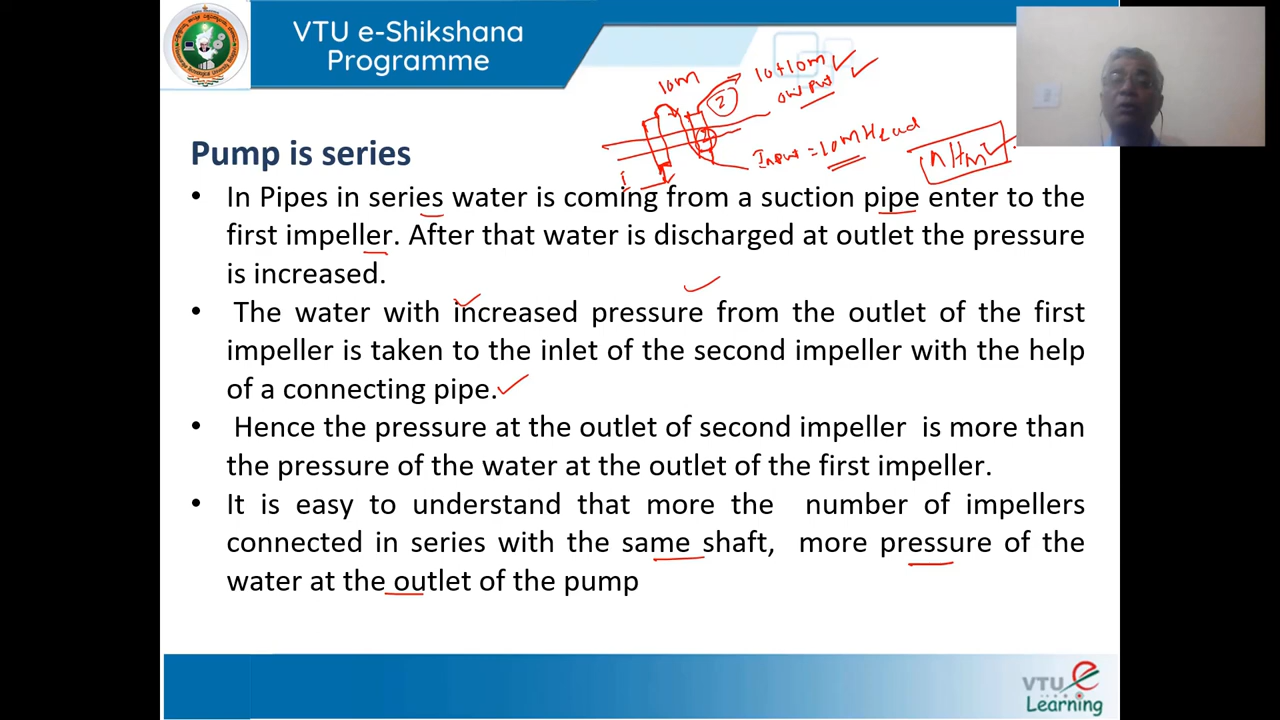 VTU e-Shikshana
Programme
10m
10+10m
output
2
Input = 10m Head
nHm
1
Pump is series
• In Pipes in series water is coming from a suction pipe enter to the
first impeller. After that water is discharged at outlet the pressure
is increased.
• The water with increased pressure from the outlet of the first
impeller is taken to the inlet of the second impeller with the help
of a connecting pipe.
• Hence the pressure at the outlet of second impeller is more than
the pressure of the water at the outlet of the first impeller.
• It is easy to understand that more the number of impellers
connected in series with the same shaft, more pressure of the
water at the outlet of the pump
VTU e
Learning